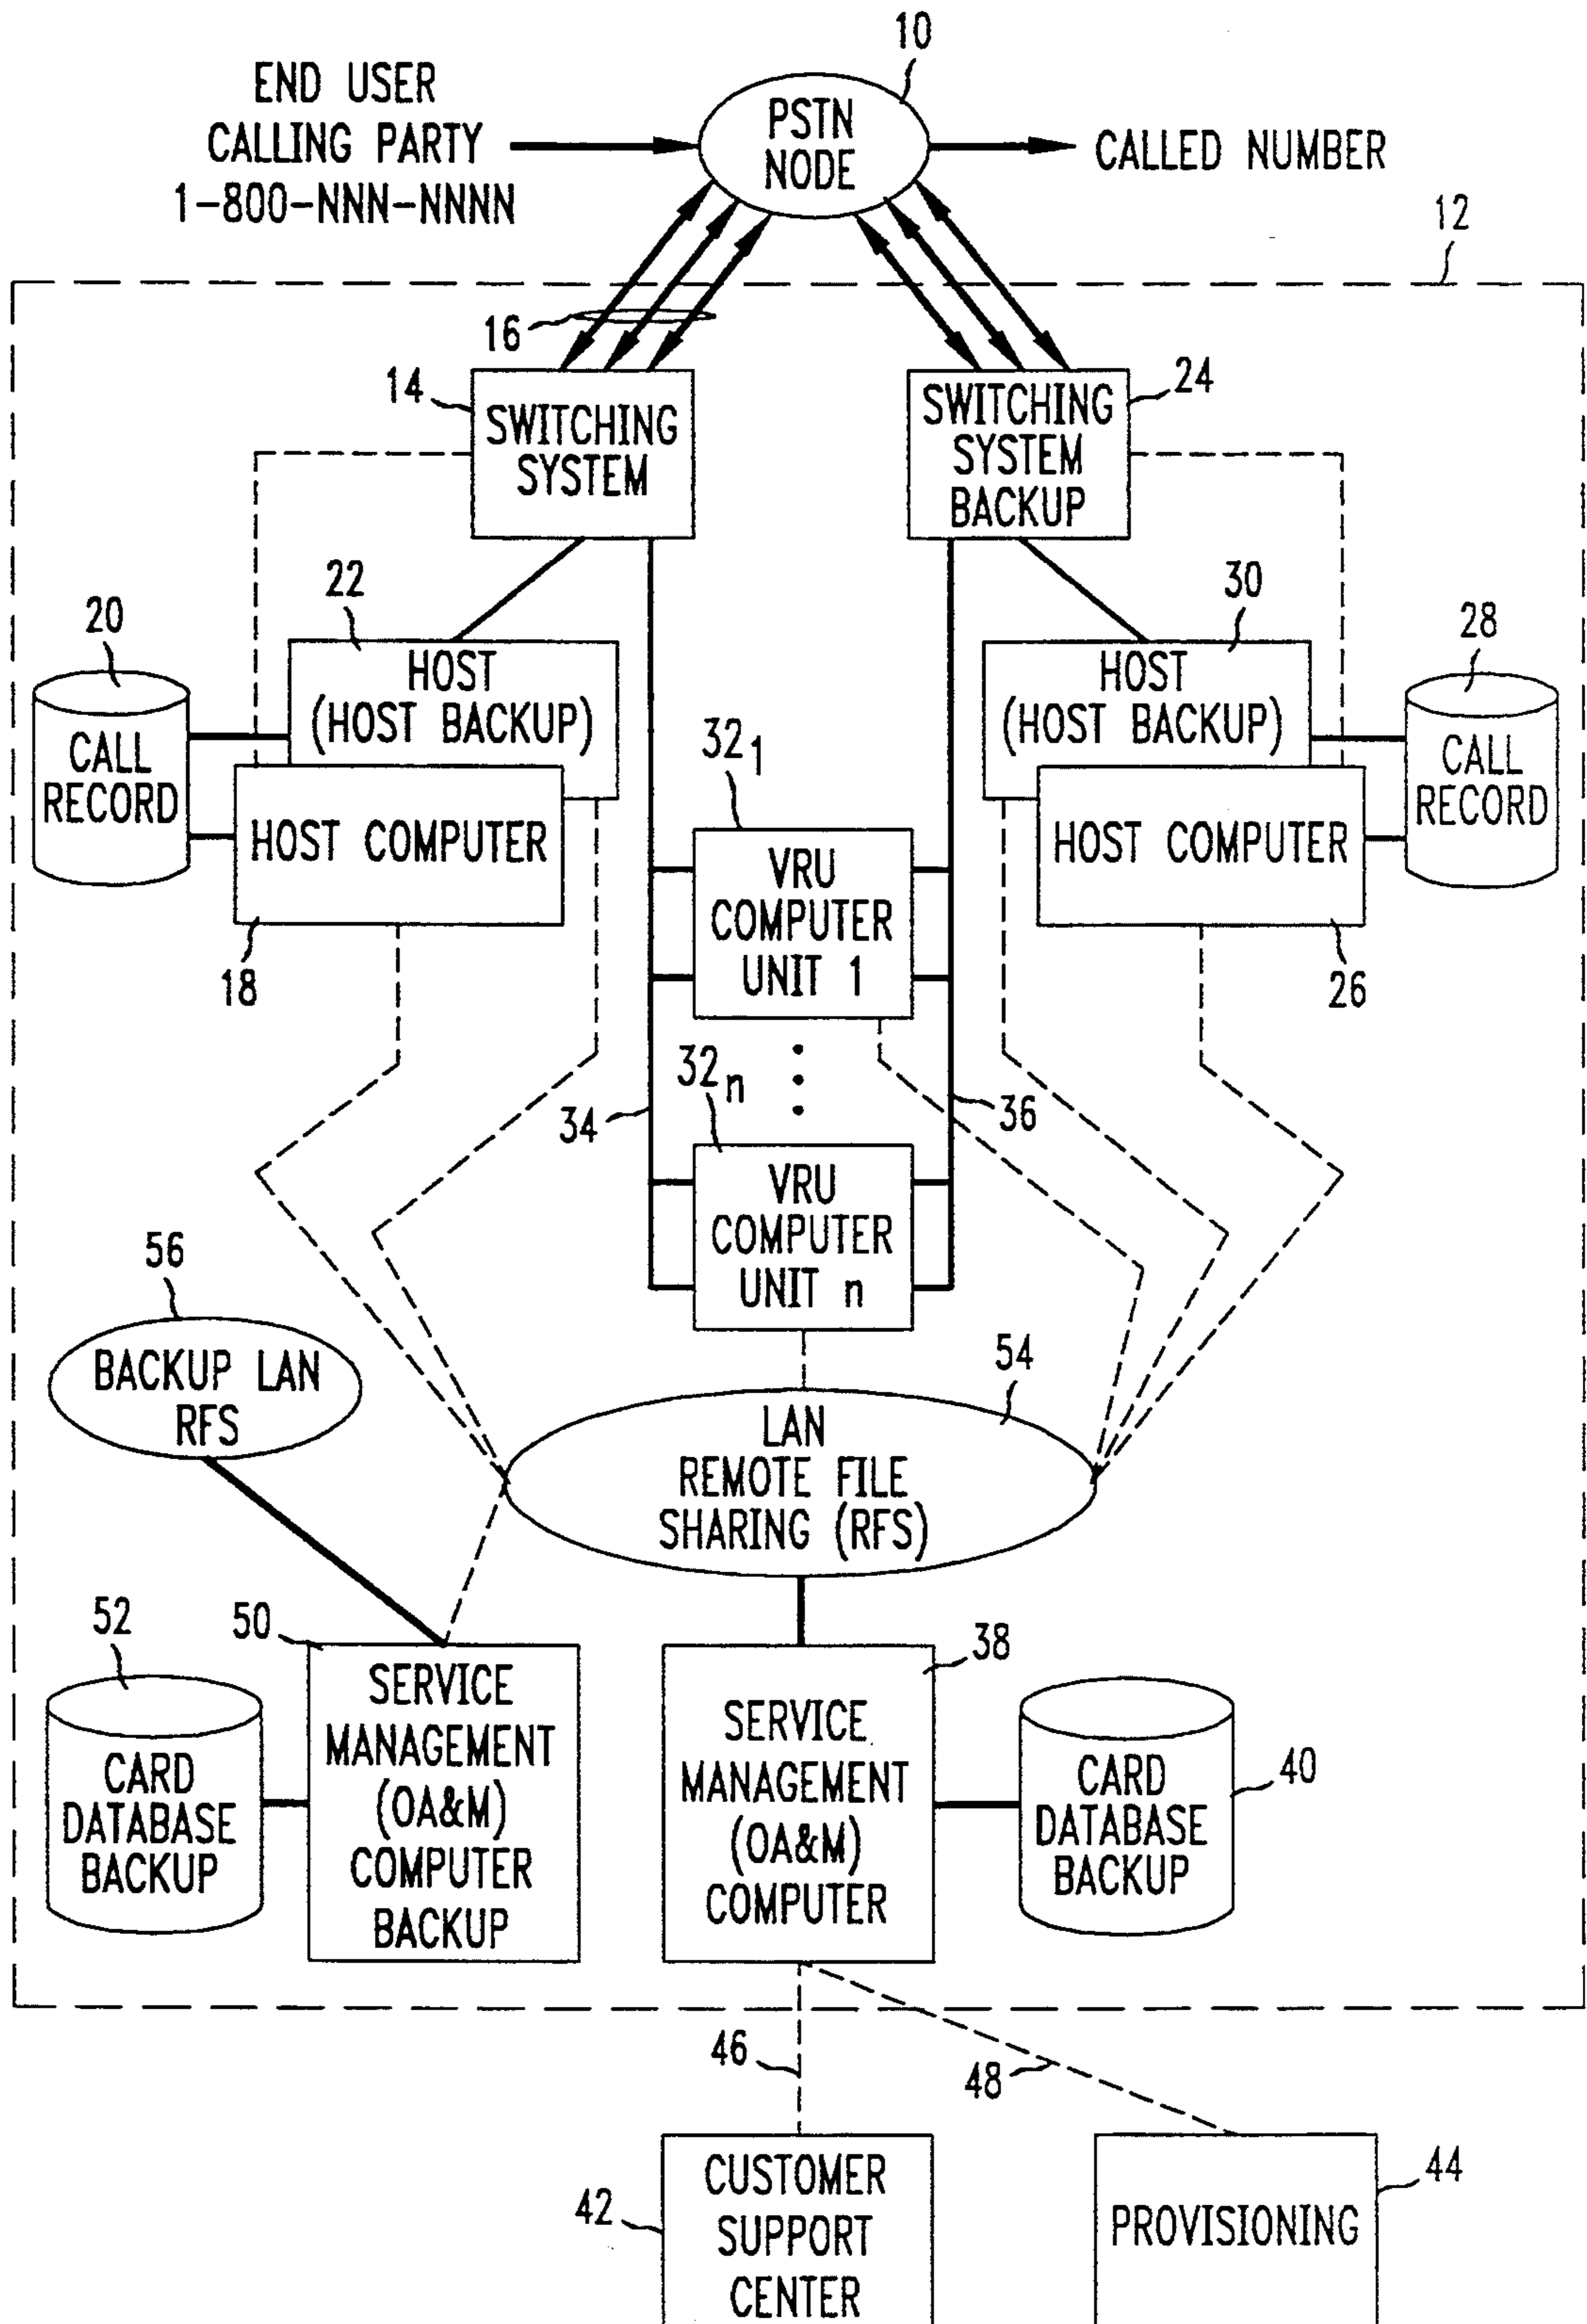 10
END USER
CALLING PARTY
1-800-NNN-NNNN
PSTN
NODE
CALLED NUMBER
12
16
14
SWITCHING
SYSTEM
24
SWITCHING
SYSTEM
BACKUP
22
HOST
(HOST BACKUP)
30
HOST
(HOST BACKUP)
20
CALL
RECORD
28
CALL
RECORD
HOST COMPUTER
18
HOST COMPUTER
26
32₁
VRU
COMPUTER
UNIT 1
32ₙ
34
36
VRU
COMPUTER
UNIT n
56
BACKUP LAN
RFS
54
LAN
REMOTE FILE
SHARING (RFS)
52
CARD
DATABASE
BACKUP
50
SERVICE
MANAGEMENT
(OA&M)
COMPUTER
BACKUP
38
SERVICE
MANAGEMENT
(OA&M)
COMPUTER
CARD
DATABASE
BACKUP
40
46
48
42
CUSTOMER
SUPPORT
CENTER
44
PROVISIONING